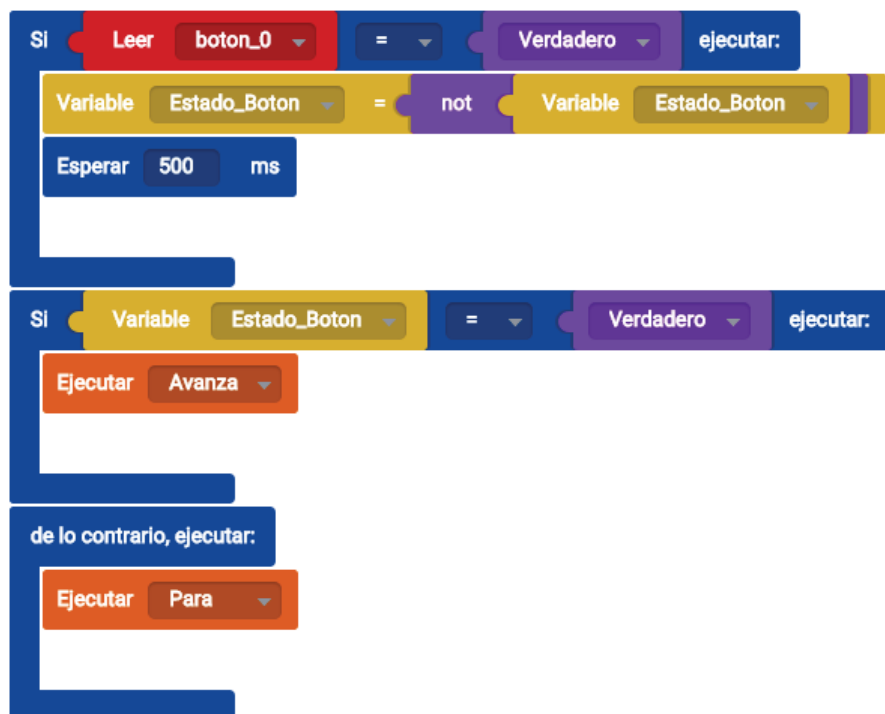 Si Leer boton_0 = Verdadero ejecutar:
Variable Estado_Boton = not Variable Estado_Boton
Esperar 500 ms
Si Variable Estado_Boton = Verdadero ejecutar:
Ejecutar Avanza
de lo contrario, ejecutar:
Ejecutar Para